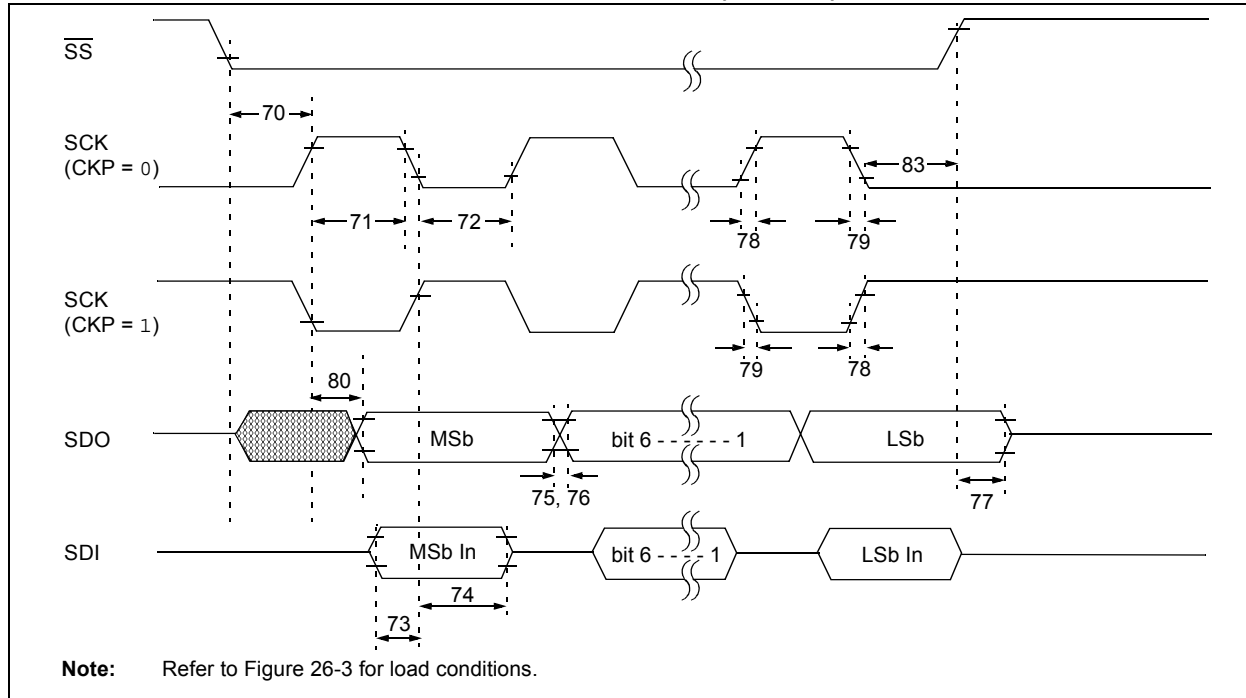 SS
70
SCK
(CKP = 0)
83
71
72
78
79
SCK
(CKP = 1)
79
78
80
SDO
MSb
bit 6 - - - - - - 1
LSb
75, 76
77
SDI
MSb In
bit 6 - - - - 1
LSb In
74
73
Note: Refer to Figure 26-3 for load conditions.